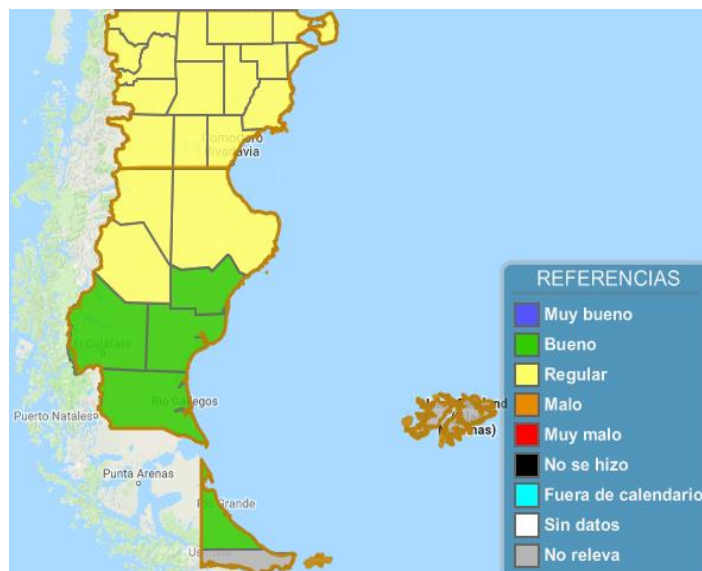 Comodoro
Rivadavia
REFERENCIAS
Muy bueno
Bueno
Regular
Malo
Muy malo
No se hizo
Fuera de calendario
Sin datos
No releva
El Calafate
Río Gallegos
Puerto Natales
Punta Arenas
Río Grande